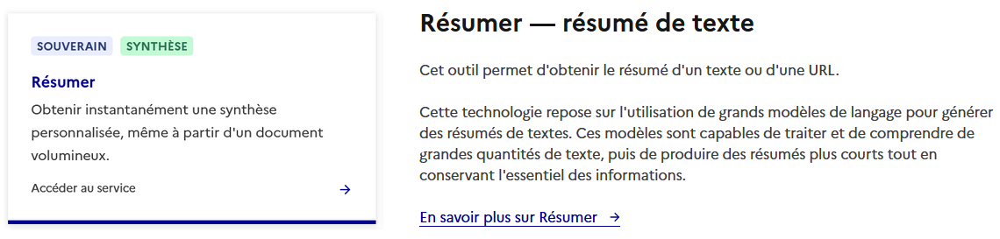 SOUVERAIN SYNTHÈSE
Résumer
Obtenir instantanément une synthèse
personnalisée, même à partir d'un document
volumineux.
Accéder au service
Résumer — résumé de texte
Cet outil permet d'obtenir le résumé d'un texte ou d'une URL.
Cette technologie repose sur l'utilisation de grands modèles de langage pour générer
des résumés de textes. Ces modèles sont capables de traiter et de comprendre de
grandes quantités de texte, puis de produire des résumés plus courts tout en
conservant l'essentiel des informations.
En savoir plus sur Résumer